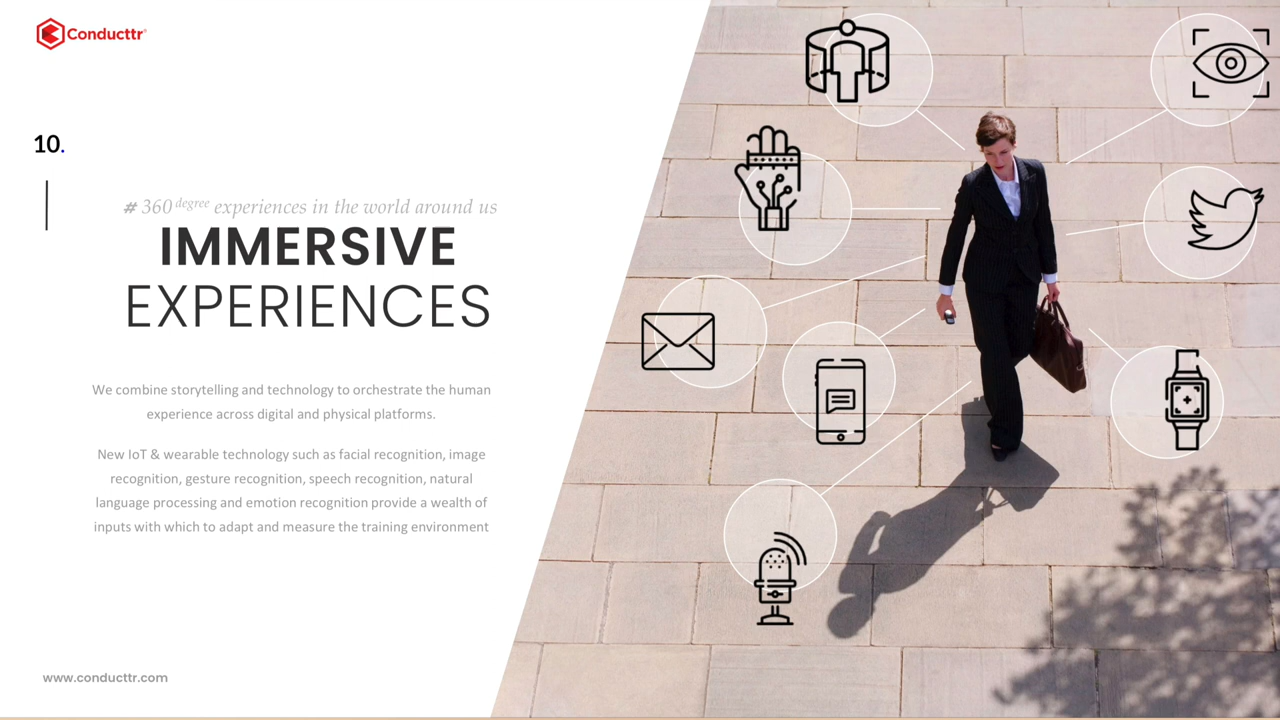 Conducttr®
10.
# 360 degree experiences in the world around us
IMMERSIVE
EXPERIENCES
We combine storytelling and technology to orchestrate the human
experience across digital and physical platforms.
New IoT & wearable technology such as facial recognition, image
recognition, gesture recognition, speech recognition, natural
language processing and emotion recognition provide a wealth of
inputs with which to adapt and measure the training environment
www.conducttr.com